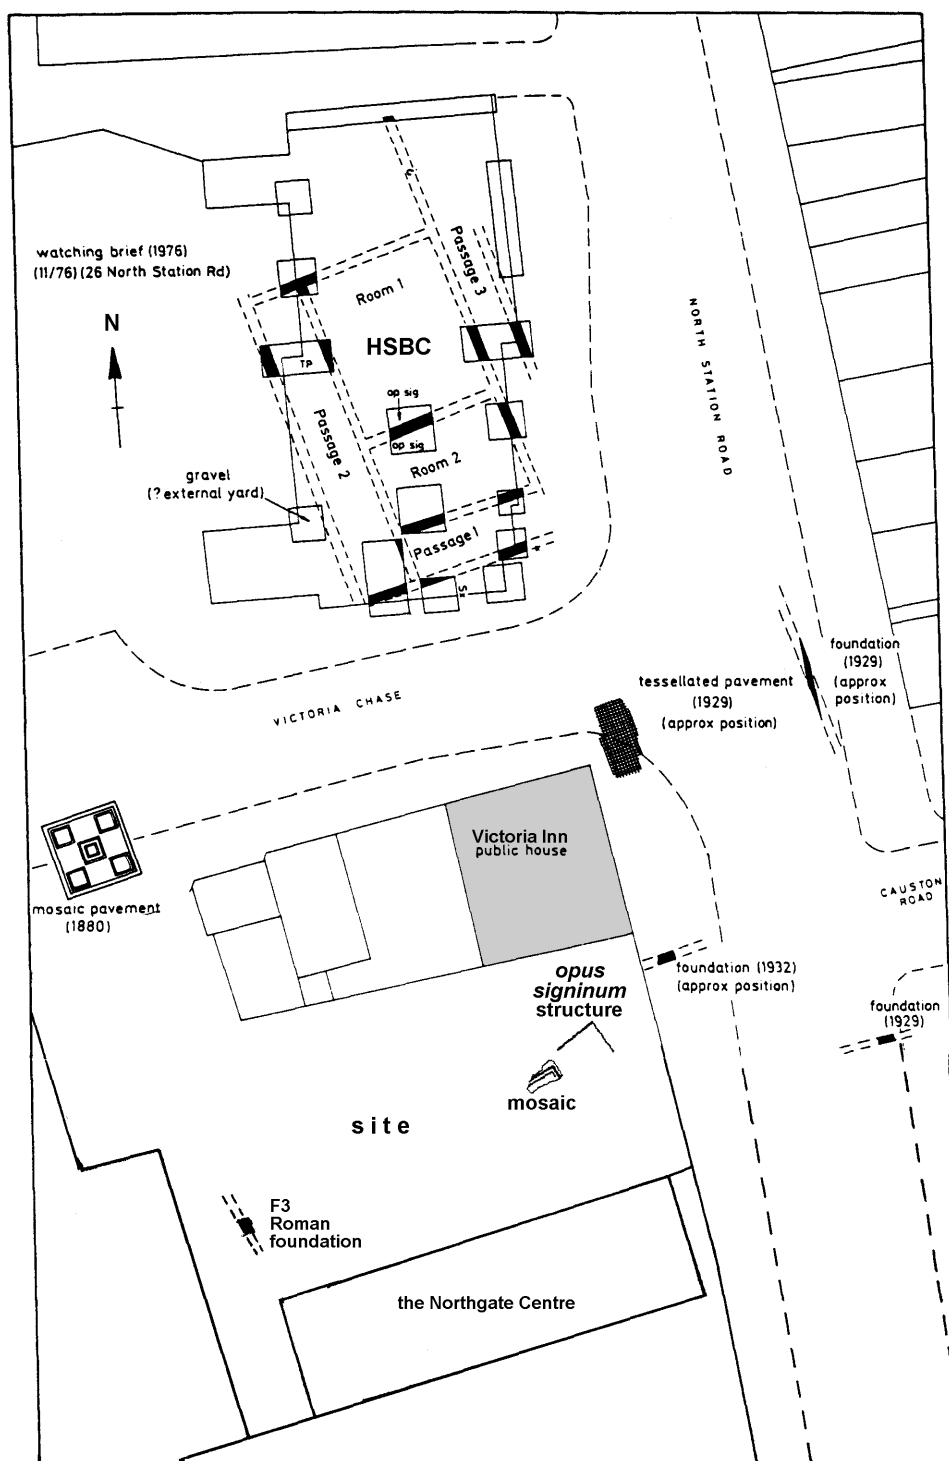 watching brief (1976)
(11/76) (26 North Station Rd)
N
Passage 3
Room 1
HSBC
TP
op sig
op sig
Passage 2
Room 2
gravel
(?external yard)
Passage 1
NORTH STATION ROAD
VICTORIA CHASE
tessellated pavement
(1929)
(approx position)
foundation
(1929)
(approx
position)
Victoria Inn
public house
mosaic pavement
(1880)
CAUSTON
ROAD
foundation (1932)
(approx position)
foundation
(1929)
opus
signinum
structure
mosaic
site
F3
Roman
foundation
the Northgate Centre